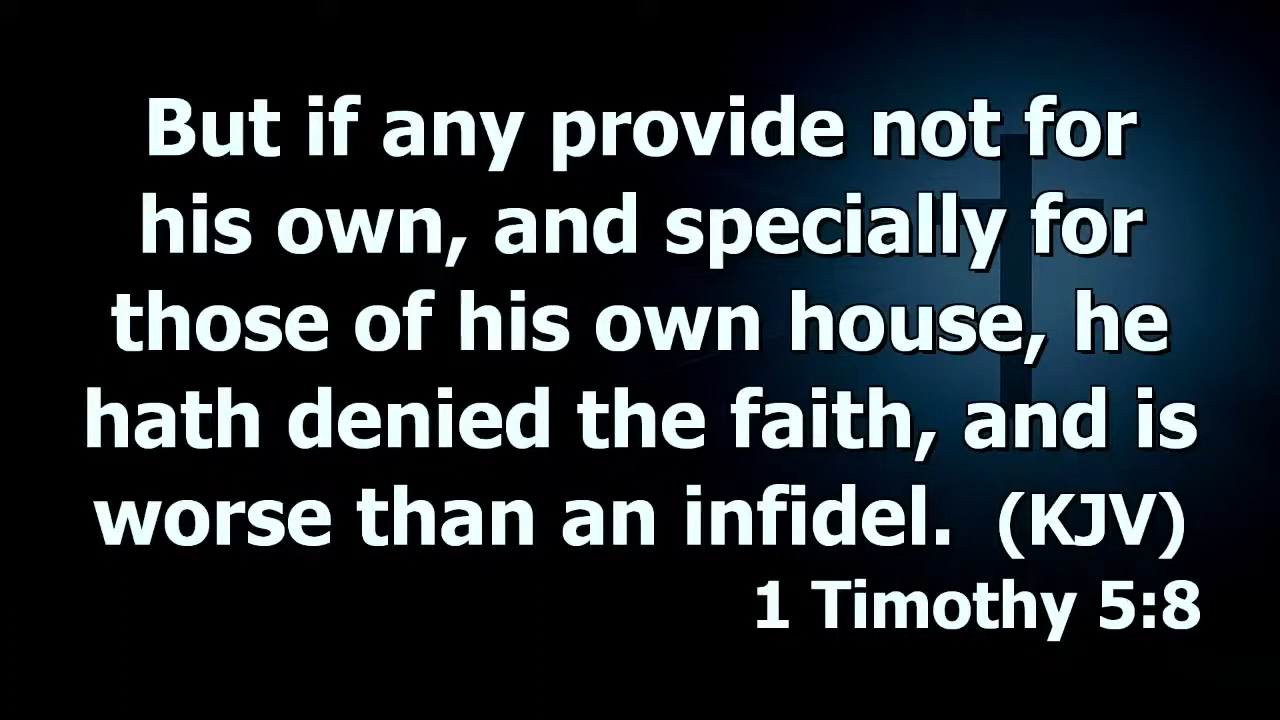 But if any provide not for
his own, and specially for
those of his own house, he
hath denied the faith, and is
worse than an infidel. (KJV)
1 Timothy 5:8